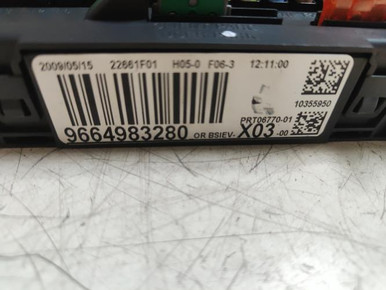 2009/05/15 22661F01 H05-0 F06-3 12:11:00
10355950
PRT06770-01
9664983280 OR BSIEV- X03 -00